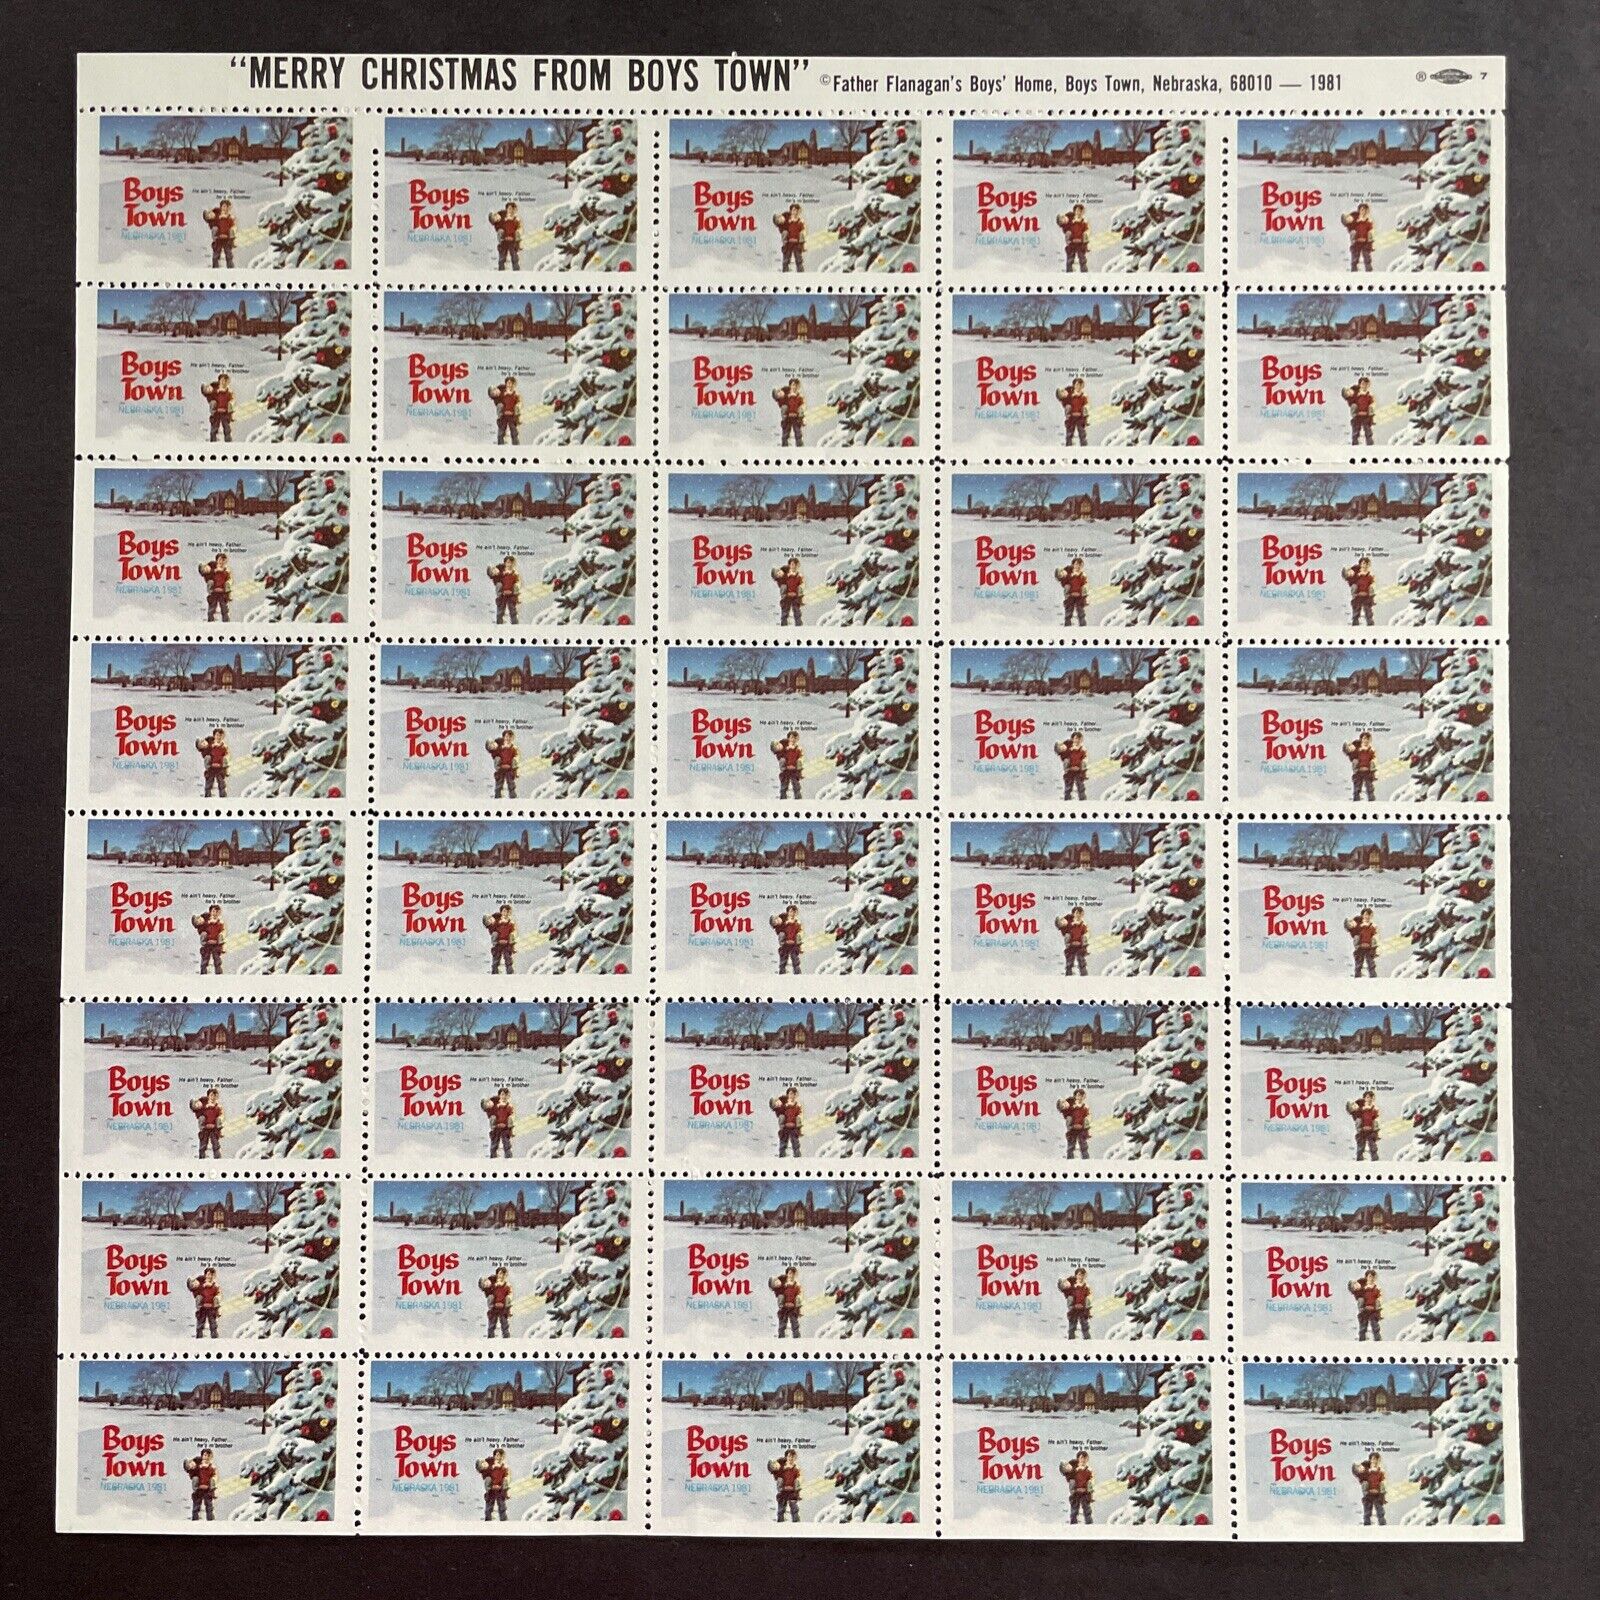 "MERRY CHRISTMAS FROM BOYS TOWN" © Father Flanagan's Boys' Home, Boys Town, Nebraska, 68010 — 1981 ® 7
Boys Town
He ain't heavy, Father...
he's m'brother
NEBRASKA 1981